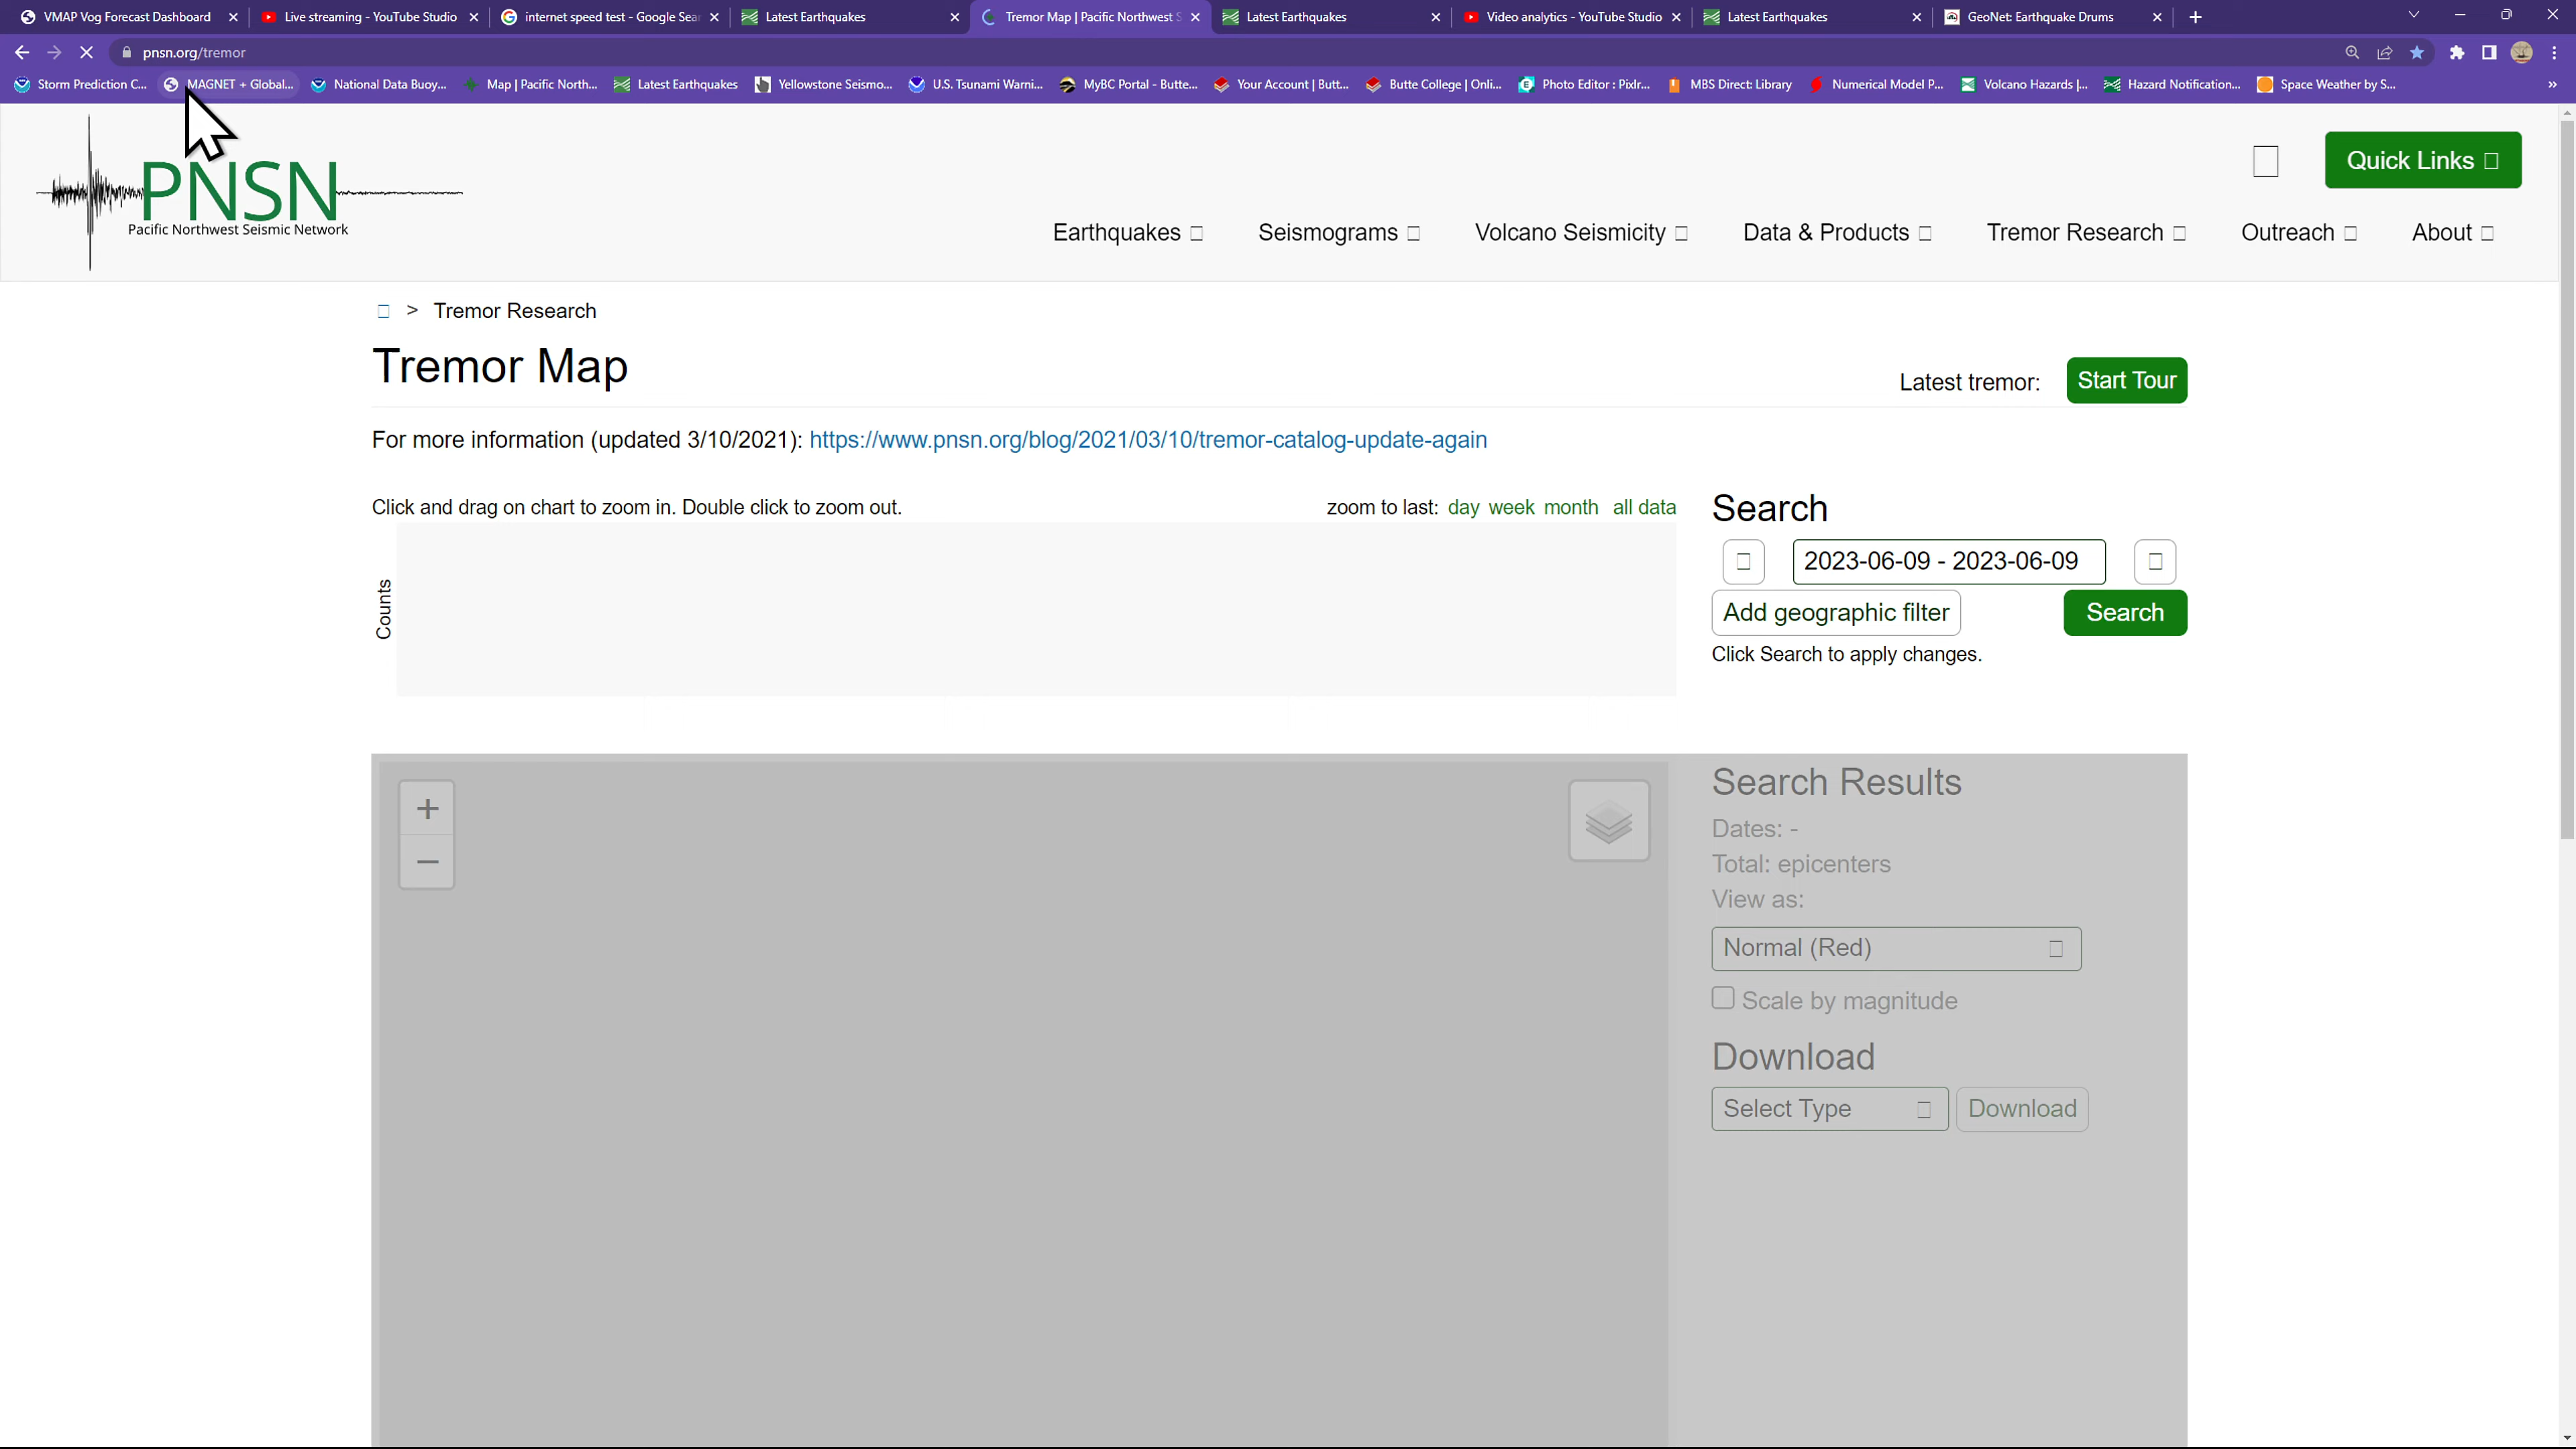 VMAP Vog Forecast Dashboard
Live streaming - YouTube Studio
internet speed test - Google Sea
Latest Earthquakes
Tremor Map | Pacific Northwest S
Latest Earthquakes
Video analytics - YouTube Studio
Latest Earthquakes
GeoNet: Earthquake Drums
pnsn.org/tremor
Storm Prediction C...
MAGNET + Global...
National Data Buoy...
Map | Pacific North...
Latest Earthquakes
Yellowstone Seismo...
U.S. Tsunami Warni...
MyBC Portal - Butte...
Your Account | Butt...
Butte College | Onli...
Photo Editor : Pixlr...
MBS Direct: Library
Numerical Model P...
Volcano Hazards |...
Hazard Notification...
Space Weather by S...
»
PNSN
Pacific Northwest Seismic Network
Quick Links
Earthquakes
Seismograms
Volcano Seismicity
Data & Products
Tremor Research
Outreach
About
> Tremor Research
Tremor Map
Latest tremor:
Start Tour
For more information (updated 3/10/2021): https://www.pnsn.org/blog/2021/03/10/tremor-catalog-update-again
Click and drag on chart to zoom in. Double click to zoom out.
zoom to last: day week month all data
Counts
Search
2023-06-09 - 2023-06-09
Add geographic filter
Search
Click Search to apply changes.
+
−
Search Results
Dates: -
Total: epicenters
View as:
Normal (Red)
Scale by magnitude
Download
Select Type
Download